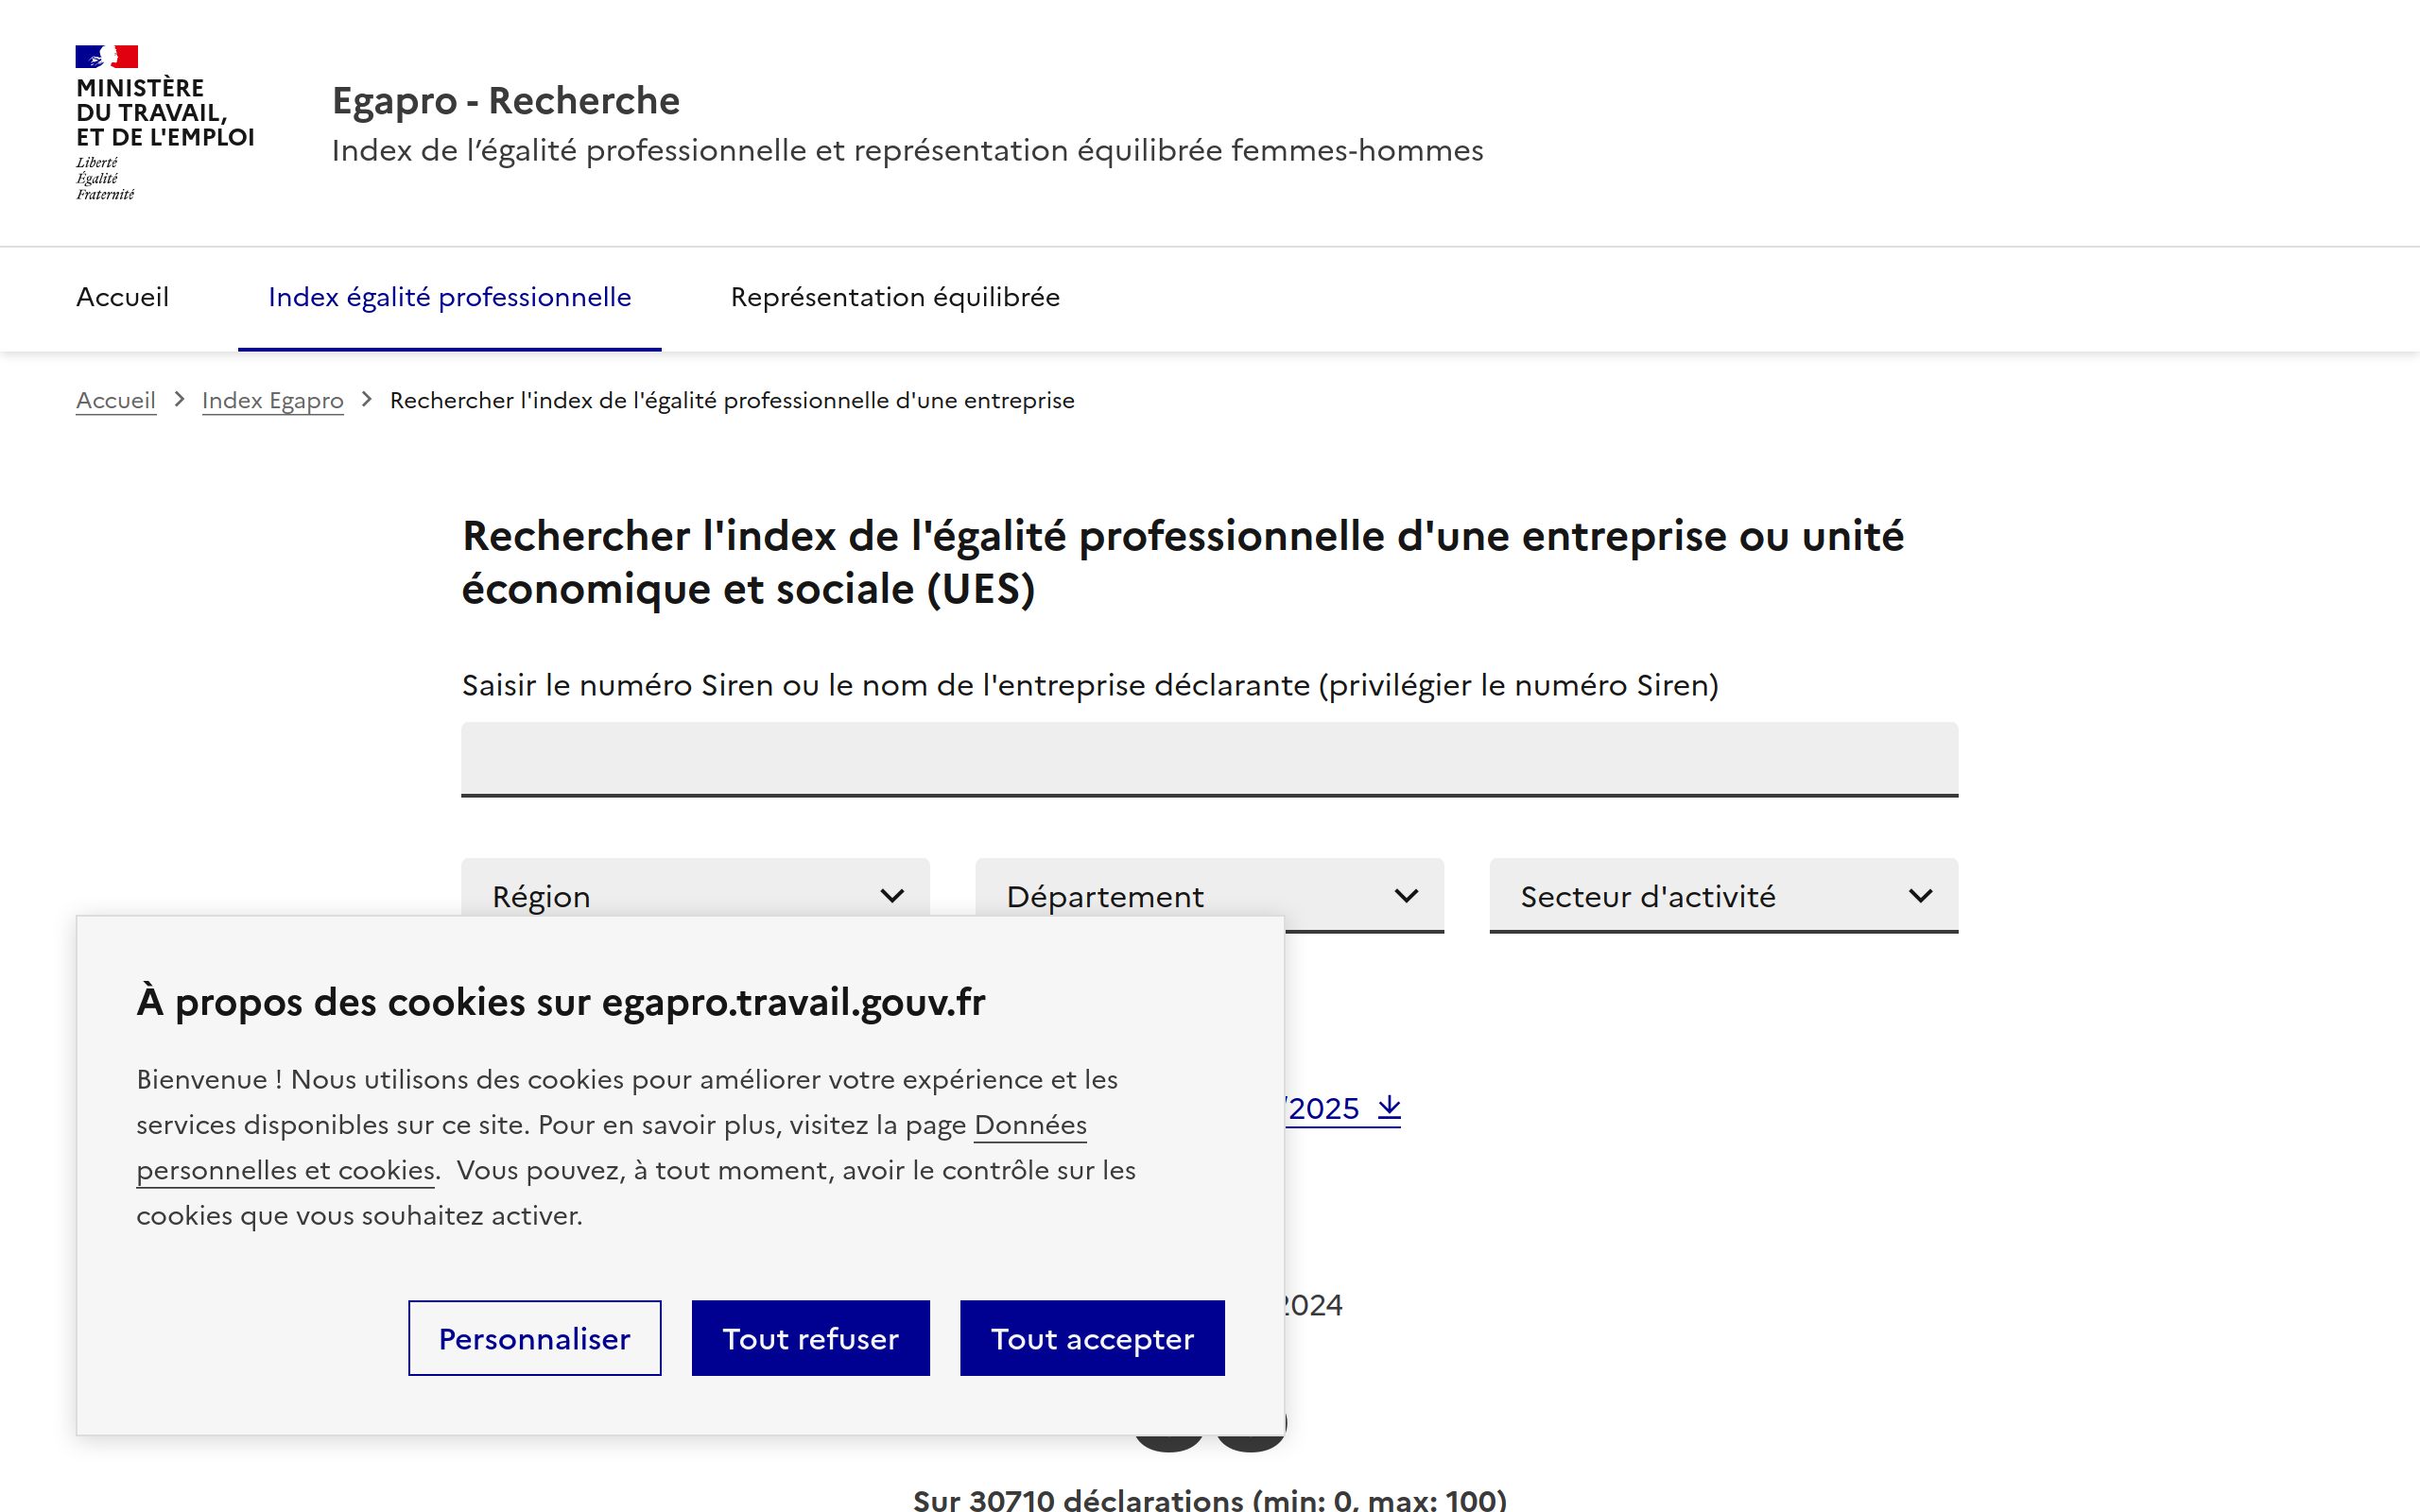 MINISTÈRE
DU TRAVAIL,
ET DE L'EMPLOI
Liberté
Égalité
Fraternité
Egapro - Recherche
Index de l’égalité professionnelle et représentation équilibrée femmes-hommes
Accueil
Index égalité professionnelle
Représentation équilibrée
Accueil
Index Egapro
Rechercher l'index de l'égalité professionnelle d'une entreprise
Rechercher l'index de l'égalité professionnelle d'une entreprise ou unité
économique et sociale (UES)
Saisir le numéro Siren ou le nom de l'entreprise déclarante (privilégier le numéro Siren)
Région
Département
Secteur d'activité
À propos des cookies sur egapro.travail.gouv.fr
Bienvenue ! Nous utilisons des cookies pour améliorer votre expérience et les
services disponibles sur ce site. Pour en savoir plus, visitez la page Données
personnelles et cookies.  Vous pouvez, à tout moment, avoir le contrôle sur les
cookies que vous souhaitez activer.
Personnaliser
Tout refuser
Tout accepter
/2025
2024
Sur 30710 déclarations (min: 0, max: 100)